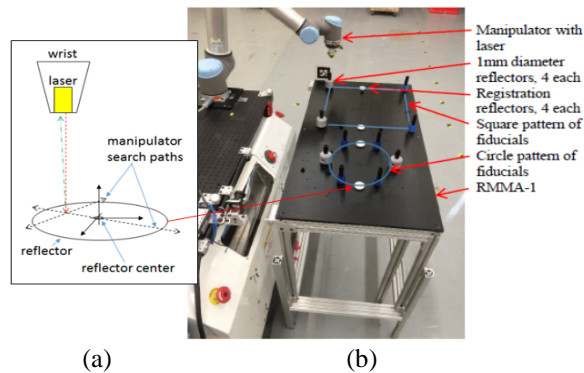 wrist
laser
manipulator
search paths
reflector
reflector center
(a)
Manipulator with
laser
1mm diameter
reflectors, 4 each
Registration
reflectors, 4 each
Square pattern of
fiducials
Circle pattern of
fiducials
RMMA-1
(b)